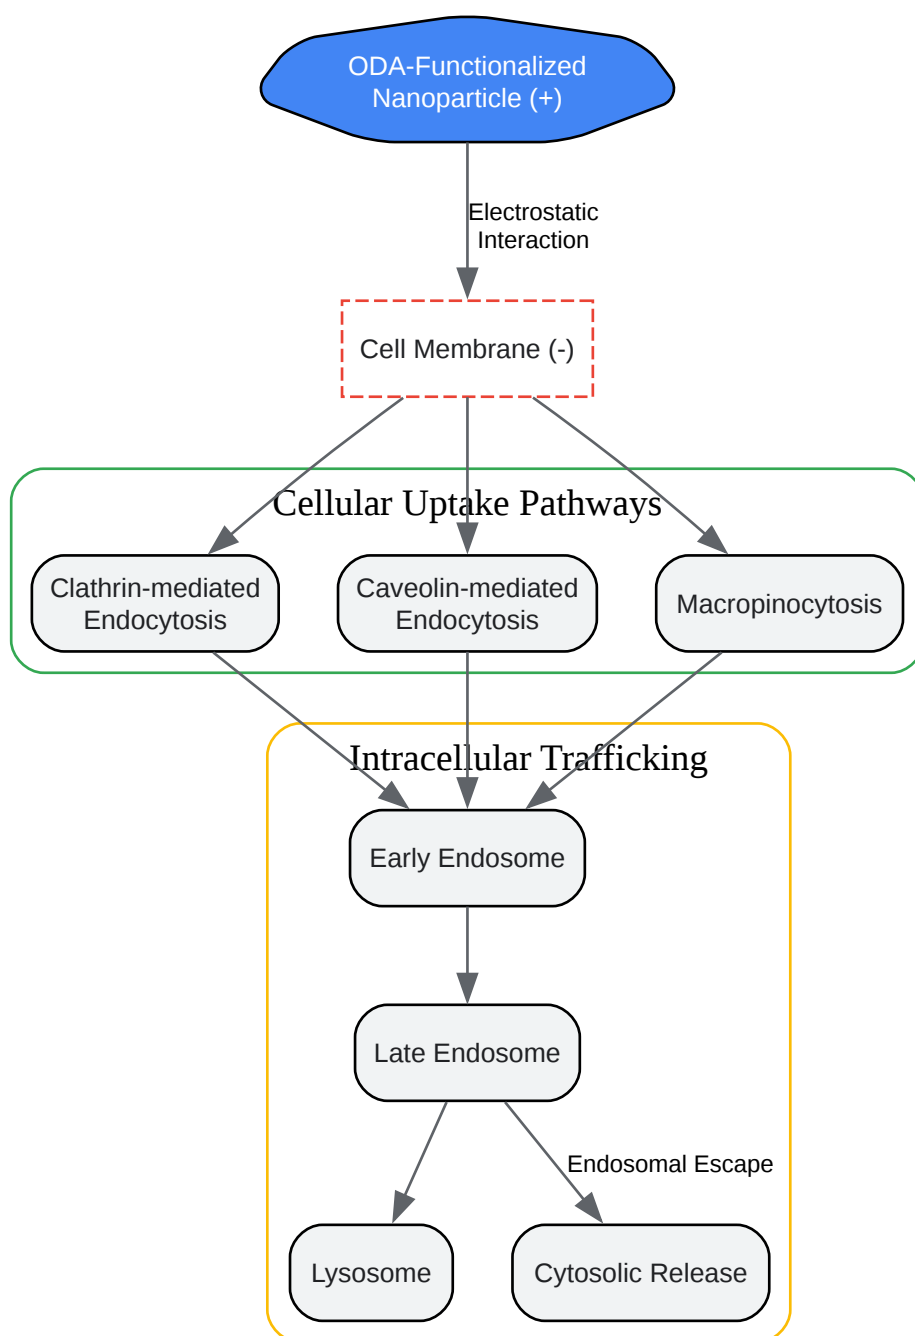 ODA-Functionalized
Nanoparticle (+)
Electrostatic
Interaction
Cell Membrane (-)
Cellular Uptake Pathways
Clathrin-mediated
Endocytosis
Caveolin-mediated
Endocytosis
Macropinocytosis
Intracellular Trafficking
Early Endosome
Late Endosome
Endosomal Escape
Lysosome
Cytosolic Release